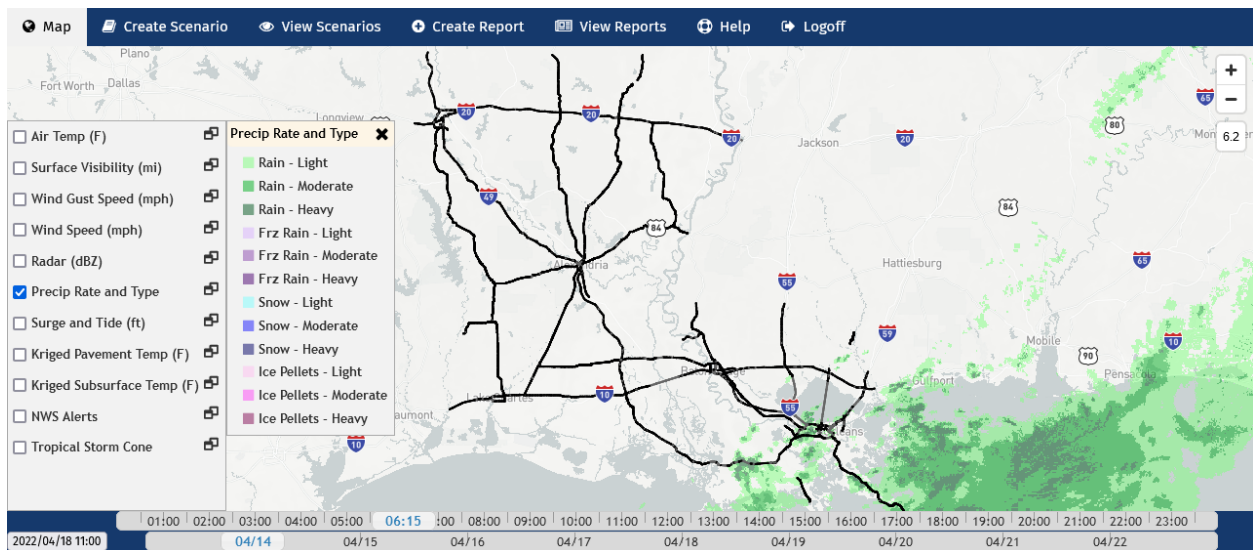 Map Create Scenario View Scenarios Create Report View Reports Help Logoff
Plano
Fort Worth Dallas
Longview
20
20
20
20
65
80
Jackson
+
−
6.2
Air Temp (F)
Surface Visibility (mi)
Wind Gust Speed (mph)
Wind Speed (mph)
Radar (dBZ)
Precip Rate and Type
Surge and Tide (ft)
Kriged Pavement Temp (F)
Kriged Subsurface Temp (F)
NWS Alerts
Tropical Storm Cone
Precip Rate and Type
Rain - Light
Rain - Moderate
Rain - Heavy
Frz Rain - Light
Frz Rain - Moderate
Frz Rain - Heavy
Snow - Light
Snow - Moderate
Snow - Heavy
Ice Pellets - Light
Ice Pellets - Moderate
Ice Pellets - Heavy
49
84
84
Hattiesburg
65
55
59
Mobile
10
90
Gulfport
10
55
10
01:00 02:00 03:00 04:00 05:00 06:15 :00 08:00 09:00 10:00 11:00 12:00 13:00 14:00 15:00 16:00 17:00 18:00 19:00 20:00 21:00 22:00 23:00
2022/04/18 11:00 04/14 04/15 04/16 04/17 04/18 04/19 04/20 04/21 04/22